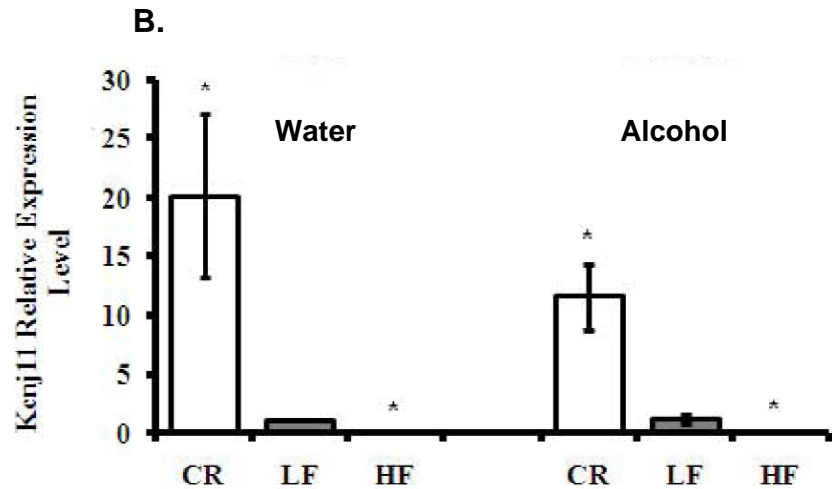 B.
Kcnj11 Relative Expression
Level
30
25
20
15
10
5
0
*
*
*
*
Water
Alcohol
CR
LF
HF
CR
LF
HF